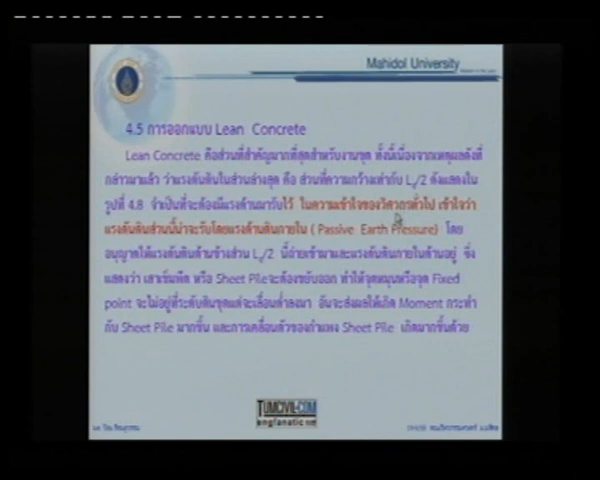 Mahidol University
4.5 การออกแบบ Lean Concrete
Lean Concrete คือส่วนที่สำคัญมากที่สุดสำหรับงานขุด ทั้งนี้เนื่องจากเหตุผลดังที่
กล่าวมาแล้ว ว่าแรงดันดินในส่วนล่างสุด คือ ส่วนที่ความกว้างเท่ากับ L/2 ดังแสดงใน
รูปที่ 4.8 จำเป็นที่จะต้องมีแรงต้านมารับไว้ ในความเข้าใจของวิศวกรทั่วไป เข้าใจว่า
แรงดันดินส่วนนี้น่าจะรับโดยแรงต้านดินภายใน ( Passive Earth Pressure) โดย
อนุญาตให้แรงดันดินด้านข้างส่วน L/2 นี้ถ่ายเข้ามาและแรงดันดินภายในต้านอยู่ ซึ่ง
แสดงว่า เสาเข็มพืด หรือ Sheet Pile จะต้องขยับออก ทำให้จุดหมุนหรือจุด Fixed
point จะไม่อยู่ที่ระดับดินขุดแต่จะเลื่อนต่ำลงมา อันจะส่งผลให้เกิด Moment กระทำ
กับ Sheet Pile มากขึ้น และการเคลื่อนตัวของกำแพง Sheet Pile เกิดมากขึ้นด้วย
TUMCIVIL.COM
engfanatic